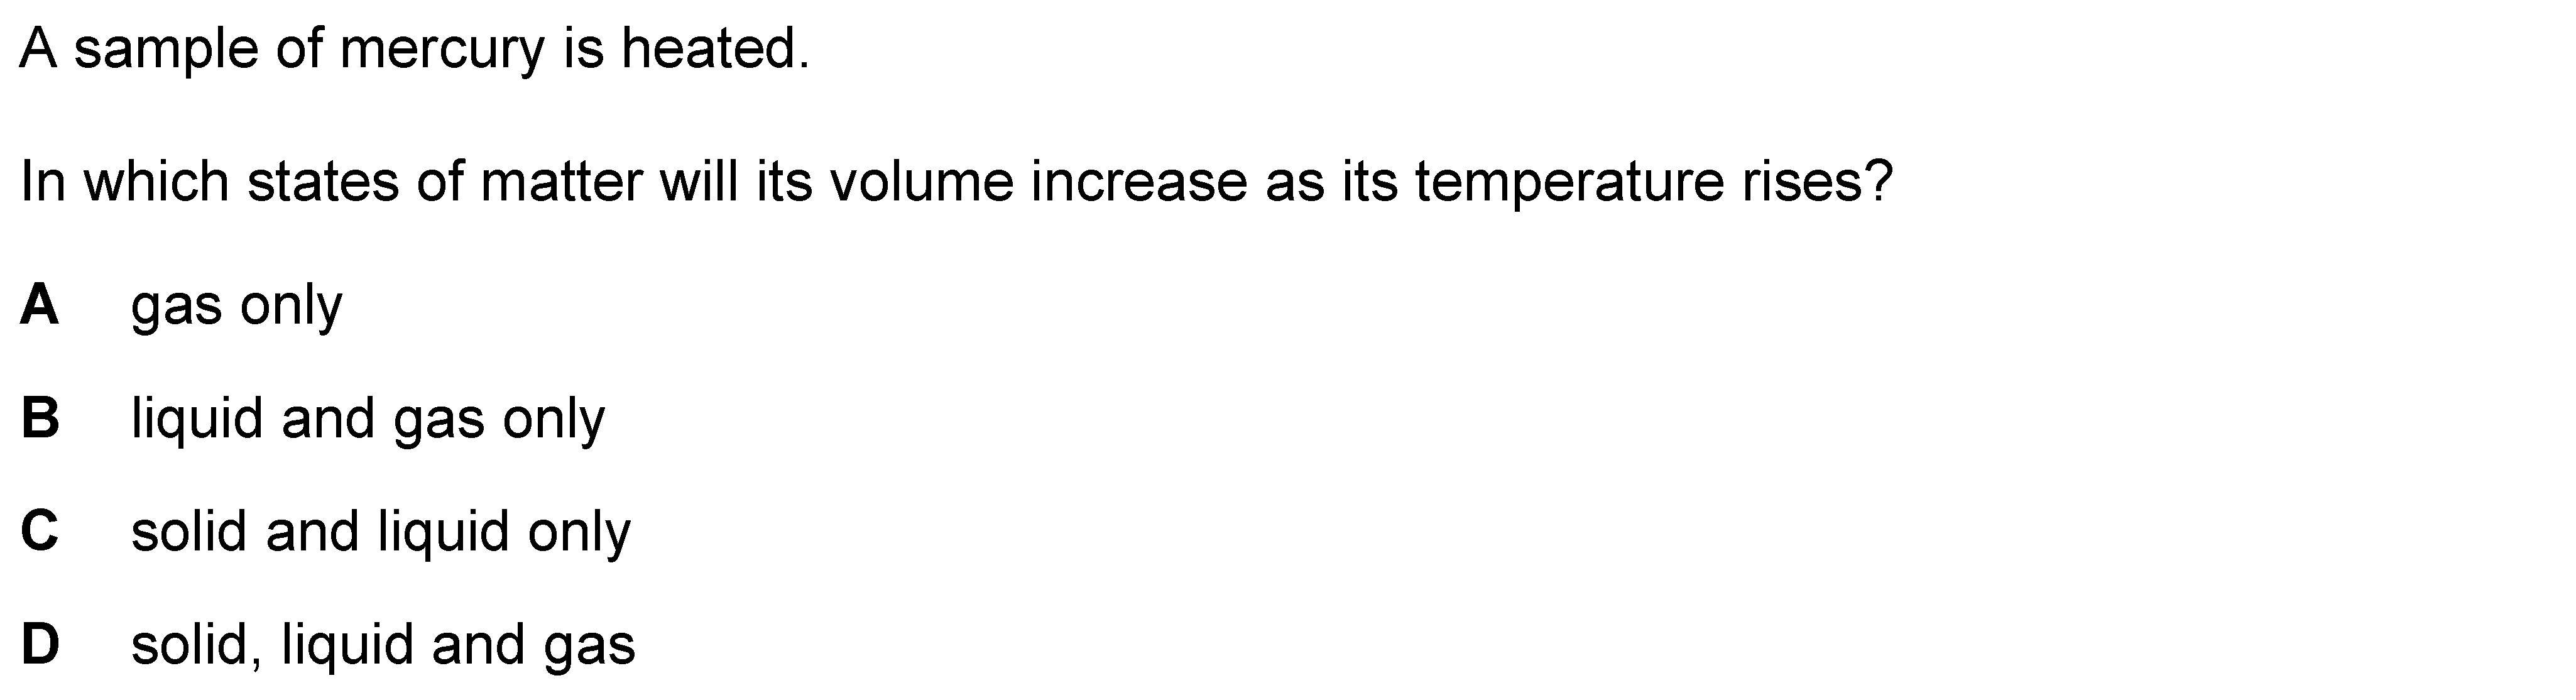 A sample of mercury is heated.
In which states of matter will its volume increase as its temperature rises?
A gas only
B liquid and gas only
C solid and liquid only
D solid, liquid and gas